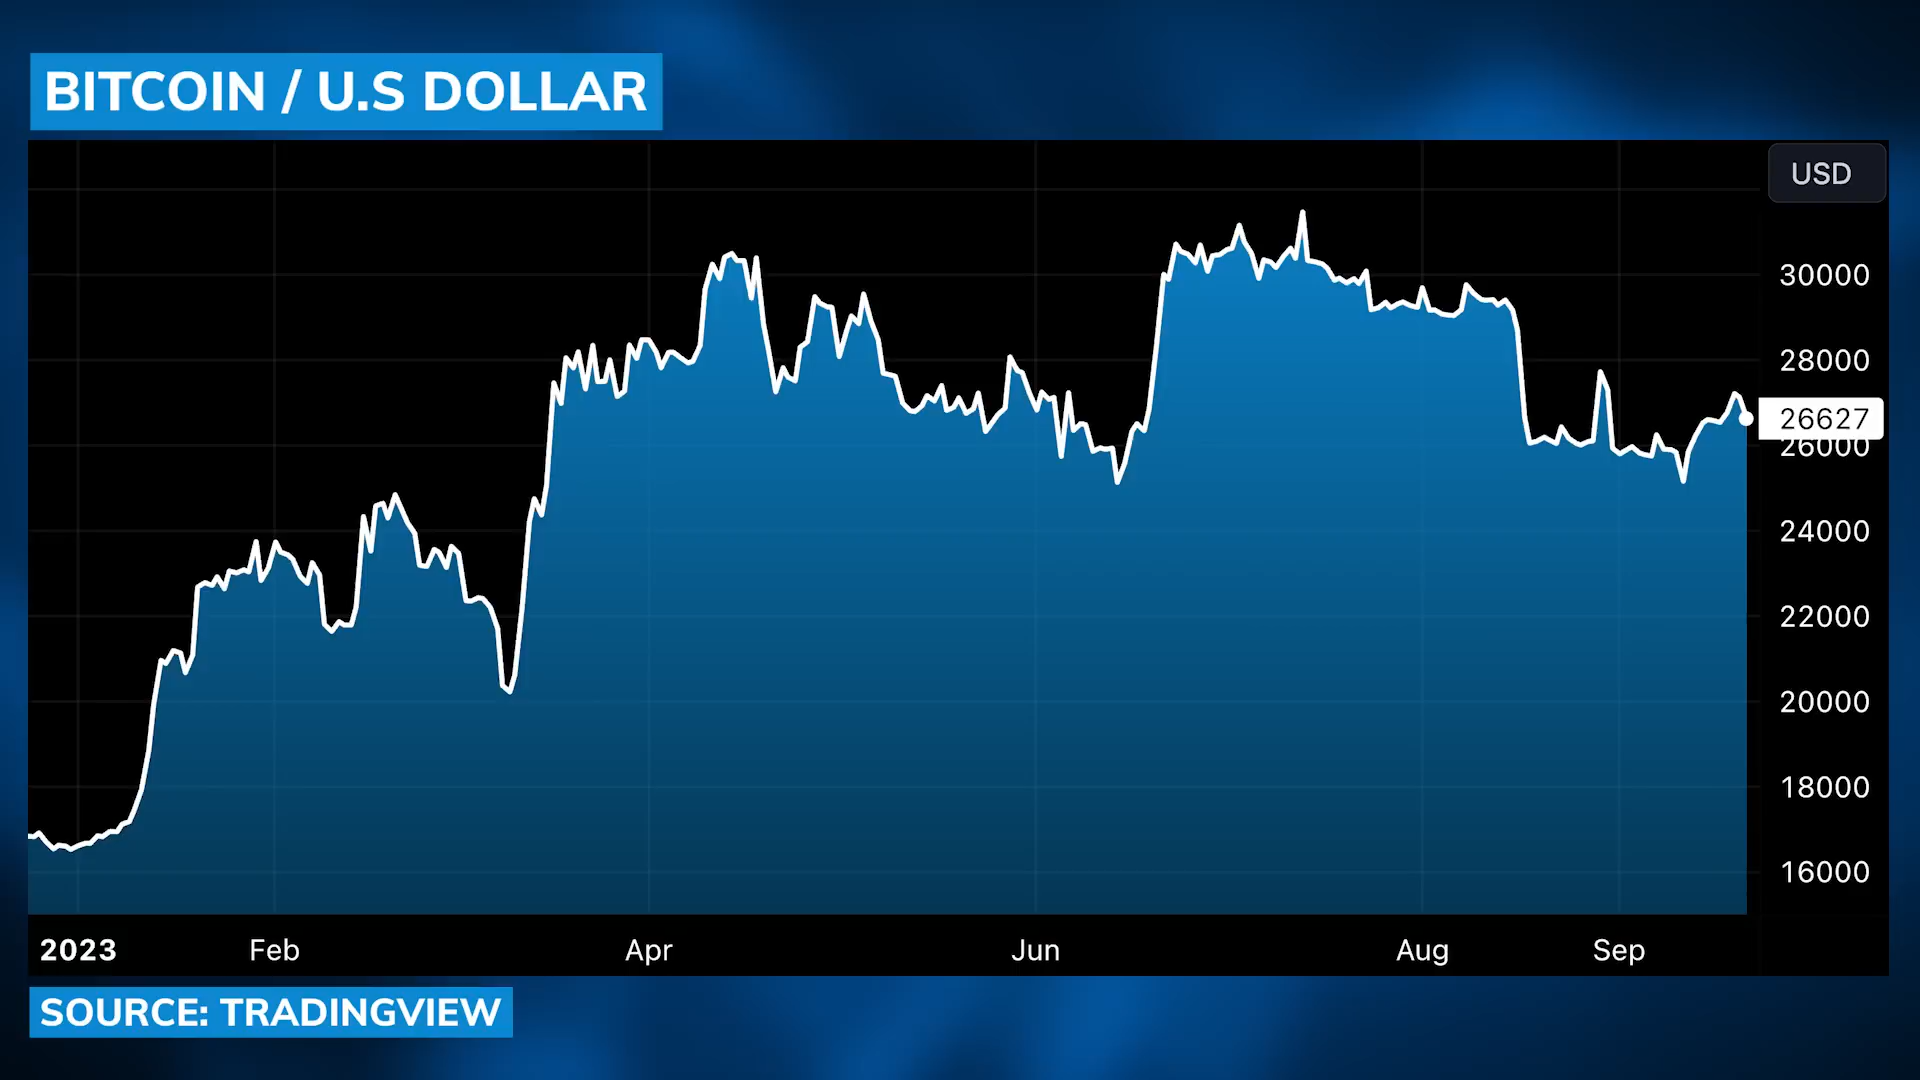 BITCOIN / U.S DOLLAR
USD
30000
28000
26627
26000
24000
22000
20000
18000
16000
2023 Feb Apr Jun Aug Sep
SOURCE: TRADINGVIEW